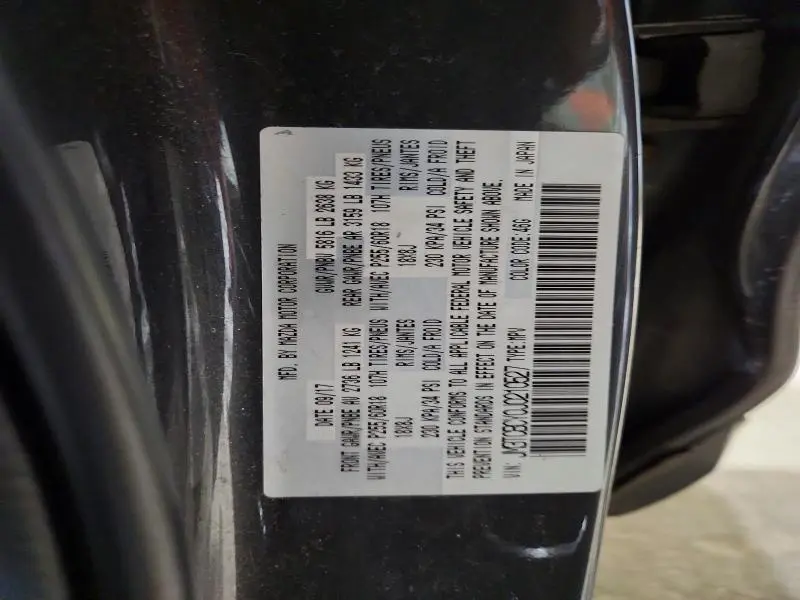 MFD. BY MAZDA MOTOR CORPORATION
DATE 09/17 GVWR/PNBV 5816 LB 2638 KG
FRONT GAWR/PNBE AV 2736 LB 1241 KG REAR GAWR/PNBE AR 3159 LB 1433 KG
WITH/AVEC P255/60R18 107H TIRES/PNEUS WITH/AVEC P255/60R18 107H TIRES/PNEUS
18X8J RIMS/JANTES 18X8J RIMS/JANTES
230 KPA/34 PSI COLD/A FROID 230 KPA/34 PSI COLD/A FROID
THIS VEHICLE CONFORMS TO ALL APPLICABLE FEDERAL MOTOR VEHICLE SAFETY AND THEFT
PREVENTION STANDARDS IN EFFECT ON THE DATE OF MANUFACTURE SHOWN ABOVE.
VIN: JM3TCBCY0J0210527 TYPE:MPV COLOR CODE:46G MADE IN JAPAN